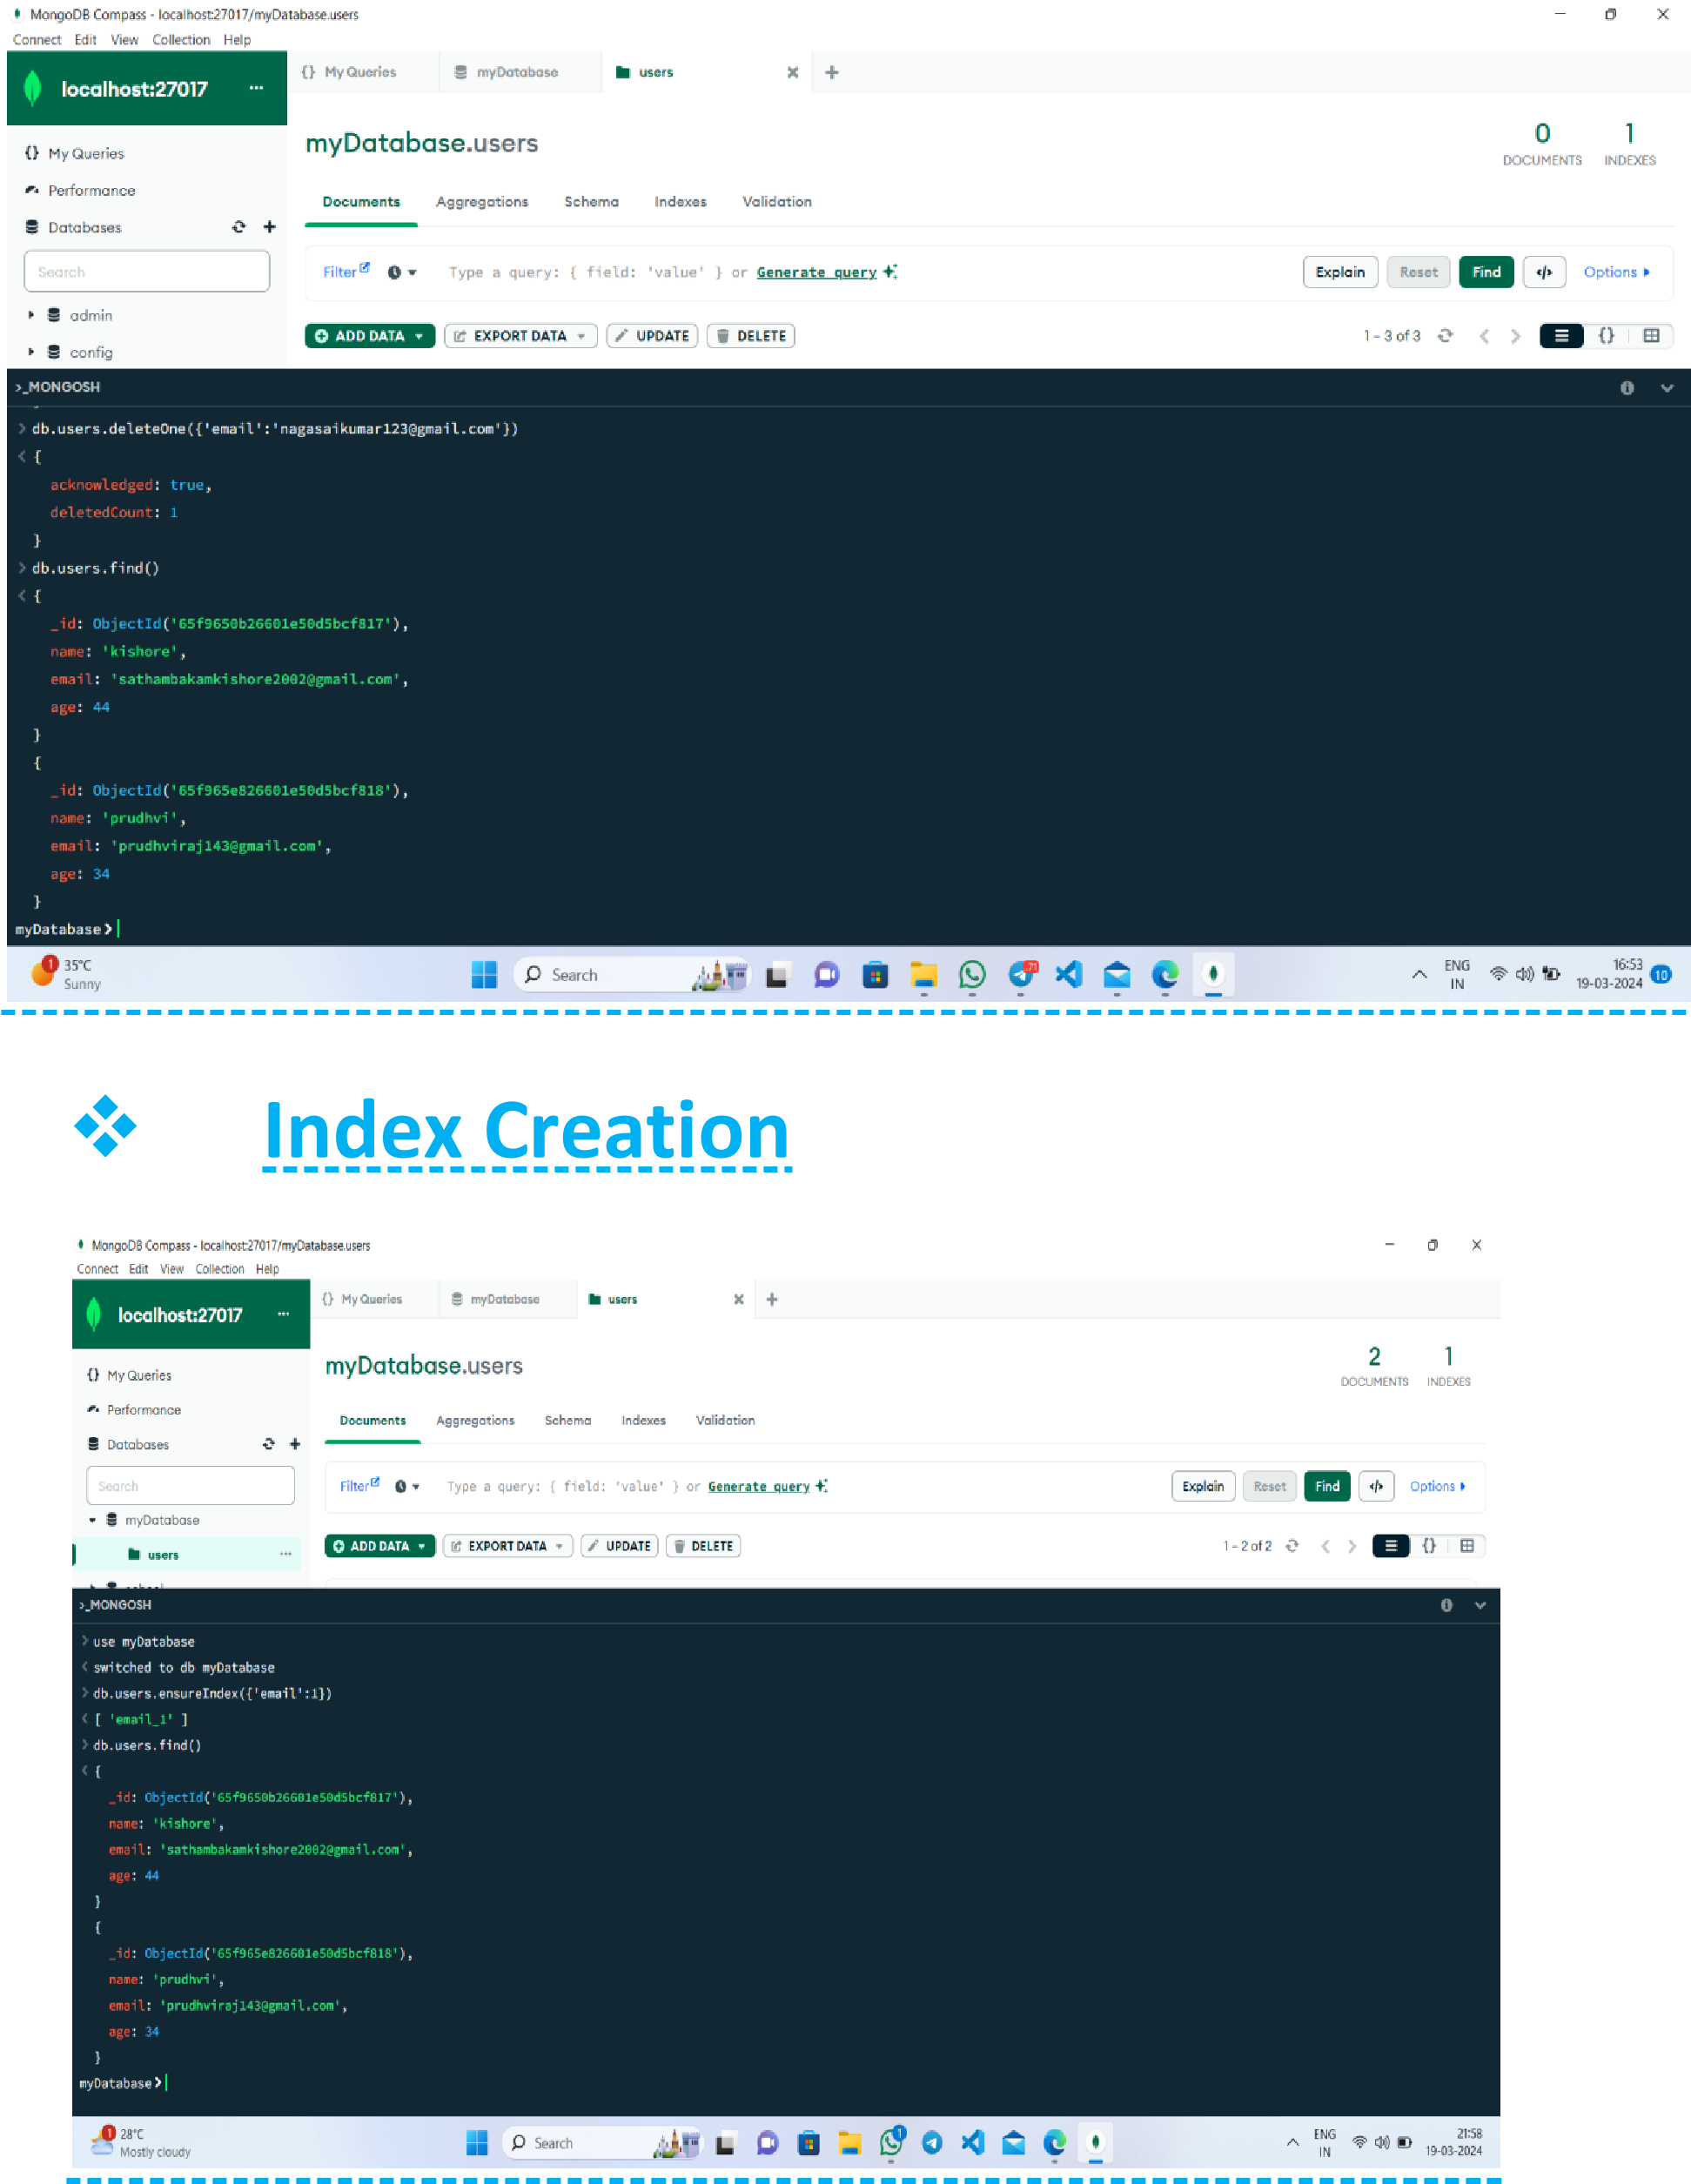 MongoDB Compass - localhost:27017/myDatabase.users
Connect Edit View Collection Help
localhost:27017 ...
{} My Queries myDatabase users
{} My Queries
Performance
Databases
Search
admin
config
myDatabase.users
0 1
DOCUMENTS INDEXES
Documents Aggregations Schema Indexes Validation
Filter Type a query: { field: 'value' } or Generate query Explain Reset Find </> Options
ADD DATA EXPORT DATA UPDATE DELETE 1 – 3 of 3 {}
>_MONGOSH
> db.users.deleteOne({'email':'nagasaikumar123@gmail.com'})
< {
acknowledged: true,
deletedCount: 1
}
> db.users.find()
< {
_id: ObjectId('65f9650b26601e50d5bcf817'),
name: 'kishore',
email: 'sathambakamkishore2002@gmail.com',
age: 44
}
{
_id: ObjectId('65f965e826601e50d5bcf818'),
name: 'prudhvi',
email: 'prudhviraj143@gmail.com',
age: 34
}
myDatabase>
1 35°C
Sunny
Search
71
ENG
IN
16:53
19-03-2024
10
Index Creation
MongoDB Compass - localhost:27017/myDatabase.users
Connect Edit View Collection Help
localhost:27017 ...
{} My Queries myDatabase users
{} My Queries
Performance
Databases
Search
myDatabase
users ...
myDatabase.users
2 1
DOCUMENTS INDEXES
Documents Aggregations Schema Indexes Validation
Filter Type a query: { field: 'value' } or Generate query Explain Reset Find </> Options
ADD DATA EXPORT DATA UPDATE DELETE 1 – 2 of 2 {}
>_MONGOSH
> use myDatabase
< switched to db myDatabase
> db.users.ensureIndex({'email':1})
< [ 'email_1' ]
> db.users.find()
< {
_id: ObjectId('65f9650b26601e50d5bcf817'),
name: 'kishore',
email: 'sathambakamkishore2002@gmail.com',
age: 44
}
{
_id: ObjectId('65f965e826601e50d5bcf818'),
name: 'prudhvi',
email: 'prudhviraj143@gmail.com',
age: 34
}
myDatabase>
1 28°C
Mostly cloudy
Search
1
ENG
IN
21:58
19-03-2024